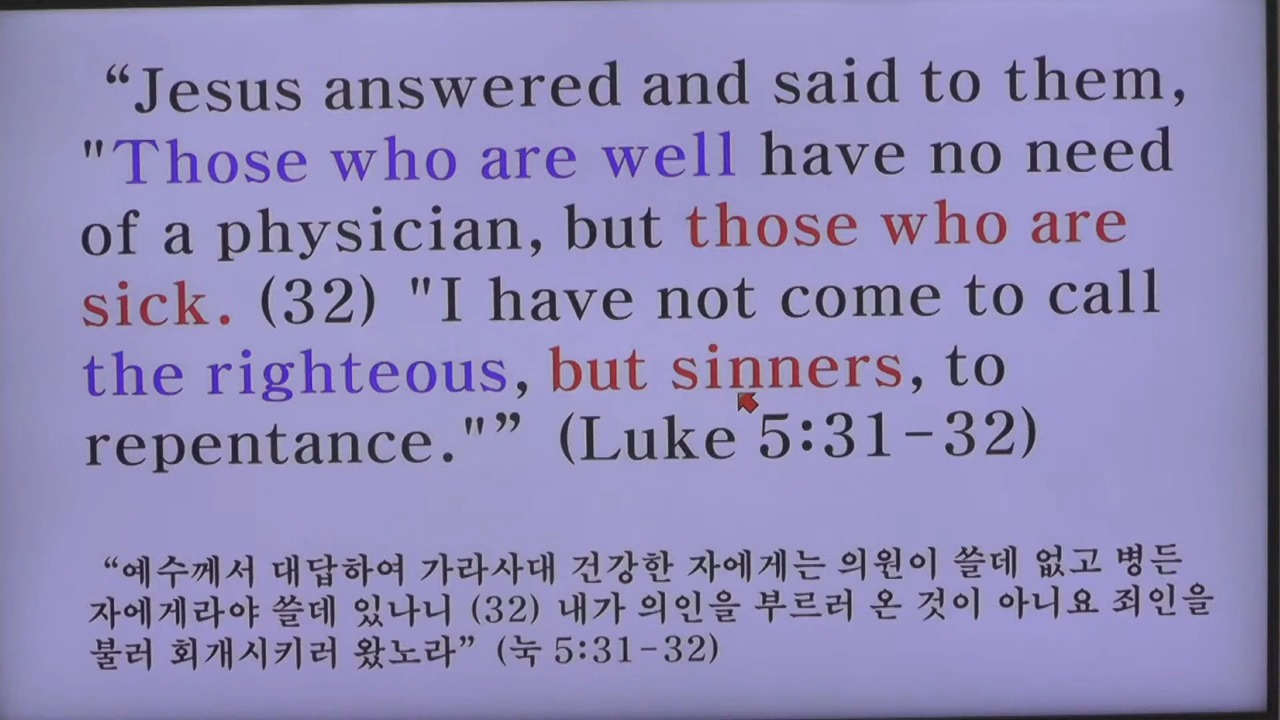 “Jesus answered and said to them,
"Those who are well have no need
of a physician, but those who are
sick. (32) "I have not come to call
the righteous, but sinners, to
repentance."” (Luke 5:31-32)
“예수께서 대답하여 가라사대 건강한 자에게는 의원이 쓸데 없고 병든
자에게라야 쓸데 있나니 (32) 내가 의인을 부르러 온 것이 아니요 죄인을
불러 회개시키러 왔노라” (눅 5:31-32)